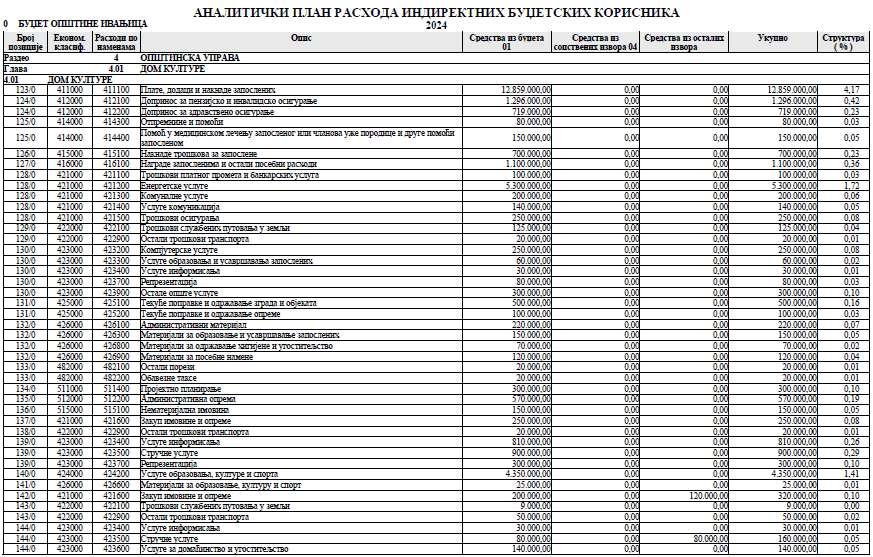 АНАЛИТИЧКИ ПЛАН РАСХОДА ИНДИРЕКТНИХ БУЏЕТСКИХ КОРИСНИКА
0 БУЏЕТ ОПШТИНЕ ИВАЊИЦА 2024
Број Економ. Расходи по Опис Средства из буџета Средства из Средства из осталих Укупно Структура
позиције класиф. наменама 01 сопствених извора 04 извора ( % )
Раздео 4 ОПШТИНСКА УПРАВА
Глава 4.01 ДОМ КУЛТУРЕ
4.01 ДОМ КУЛТУРЕ
123/0 411000 411100 Плате, додаци и накнаде запослених 12.859.000,00 0,00 0,00 12.859.000,00 4,17
124/0 412000 412100 Допринос за пензијско и инвалидско осигурање 1.296.000,00 0,00 0,00 1.296.000,00 0,42
124/0 412000 412200 Допринос за здравствено осигурање 719.000,00 0,00 0,00 719.000,00 0,23
125/0 414000 414300 Отпремнине и помоћи 80.000,00 0,00 0,00 80.000,00 0,03
125/0 414000 414400 Помоћ у медицинском лечењу запосленог или чланова уже породице и друге помоћи 150.000,00 0,00 0,00 150.000,00 0,05
запосленом
126/0 415000 415100 Накнаде трошкова за запослене 700.000,00 0,00 0,00 700.000,00 0,23
127/0 416000 416100 Награде запосленима и остали посебни расходи 1.100.000,00 0,00 0,00 1.100.000,00 0,36
128/0 421000 421100 Трошкови платног промета и банкарских услуга 100.000,00 0,00 0,00 100.000,00 0,03
128/0 421000 421200 Енергетске услуге 5.300.000,00 0,00 0,00 5.300.000,00 1,72
128/0 421000 421300 Комуналне услуге 200.000,00 0,00 0,00 200.000,00 0,06
128/0 421000 421400 Услуге комуникација 140.000,00 0,00 0,00 140.000,00 0,05
128/0 421000 421500 Трошкови осигурања 250.000,00 0,00 0,00 250.000,00 0,08
129/0 422000 422100 Трошкови службених путовања у земљи 125.000,00 0,00 0,00 125.000,00 0,04
129/0 422000 422900 Остали трошкови транспорта 20.000,00 0,00 0,00 20.000,00 0,01
130/0 423000 423200 Компјутерске услуге 250.000,00 0,00 0,00 250.000,00 0,08
130/0 423000 423300 Услуге образовања и усавршавања запослених 60.000,00 0,00 0,00 60.000,00 0,02
130/0 423000 423400 Услуге информисања 30.000,00 0,00 0,00 30.000,00 0,01
130/0 423000 423700 Репрезентација 80.000,00 0,00 0,00 80.000,00 0,03
130/0 423000 423900 Остале опште услуге 300.000,00 0,00 0,00 300.000,00 0,10
131/0 425000 425100 Текуће поправке и одржавање зграда и објеката 500.000,00 0,00 0,00 500.000,00 0,16
131/0 425000 425200 Текуће поправке и одржавање опреме 100.000,00 0,00 0,00 100.000,00 0,03
132/0 426000 426100 Административни материјал 220.000,00 0,00 0,00 220.000,00 0,07
132/0 426000 426300 Материјали за образовање и усавршавање запослених 150.000,00 0,00 0,00 150.000,00 0,05
132/0 426000 426800 Материјали за одржавање хигијене и угоститељство 70.000,00 0,00 0,00 70.000,00 0,02
132/0 426000 426900 Материјали за посебне намене 120.000,00 0,00 0,00 120.000,00 0,04
133/0 482000 482100 Остали порези 20.000,00 0,00 0,00 20.000,00 0,01
133/0 482000 482200 Обавезне таксе 20.000,00 0,00 0,00 20.000,00 0,01
134/0 511000 511400 Пројектно планирање 300.000,00 0,00 0,00 300.000,00 0,10
135/0 512000 512200 Административна опрема 570.000,00 0,00 0,00 570.000,00 0,19
136/0 515000 515100 Нематеријална имовина 150.000,00 0,00 0,00 150.000,00 0,05
137/0 421000 421600 Закуп имовине и опреме 250.000,00 0,00 0,00 250.000,00 0,08
138/0 422000 422900 Остали трошкови транспорта 20.000,00 0,00 0,00 20.000,00 0,01
139/0 423000 423400 Услуге информисања 810.000,00 0,00 0,00 810.000,00 0,26
139/0 423000 423500 Стручне услуге 900.000,00 0,00 0,00 900.000,00 0,29
139/0 423000 423700 Репрезентација 300.000,00 0,00 0,00 300.000,00 0,10
140/0 424000 424200 Услуге образовања, културе и спорта 4.350.000,00 0,00 0,00 4.350.000,00 1,41
141/0 426000 426600 Материјали за образовање, културу и спорт 25.000,00 0,00 0,00 25.000,00 0,01
142/0 421000 421600 Закуп имовине и опреме 200.000,00 0,00 120.000,00 320.000,00 0,10
143/0 422000 422100 Трошкови службених путовања у земљи 9.000,00 0,00 0,00 9.000,00 0,00
143/0 422000 422900 Остали трошкови транспорта 50.000,00 0,00 0,00 50.000,00 0,02
144/0 423000 423400 Услуге информисања 30.000,00 0,00 0,00 30.000,00 0,01
144/0 423000 423500 Стручне услуге 80.000,00 0,00 80.000,00 160.000,00 0,05
144/0 423000 423600 Услуге за домаћинство и угоститељство 140.000,00 0,00 0,00 140.000,00 0,05